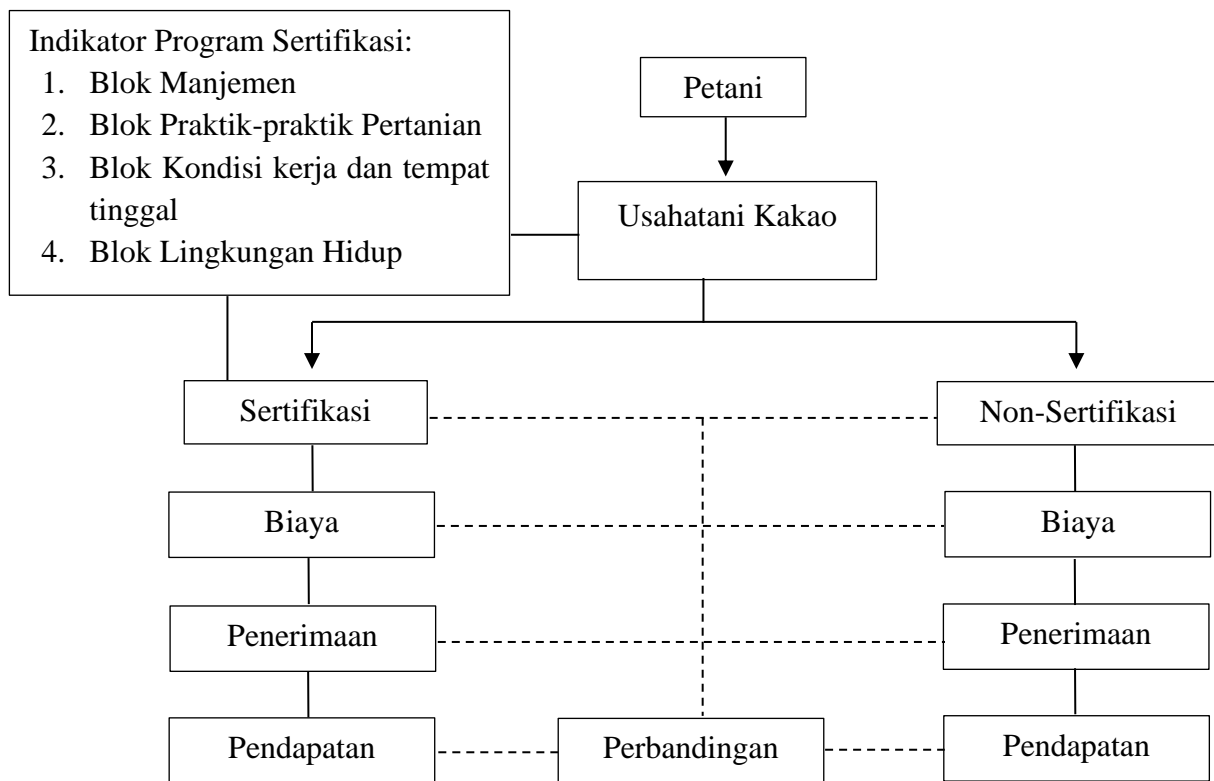 Indikator Program Sertifikasi:
1. Blok Manjemen
2. Blok Praktik-praktik Pertanian
3. Blok Kondisi kerja dan tempat
tinggal
4. Blok Lingkungan Hidup
Petani
Usahatani Kakao
Sertifikasi
Non-Sertifikasi
Biaya
Biaya
Penerimaan
Penerimaan
Pendapatan
Perbandingan
Pendapatan